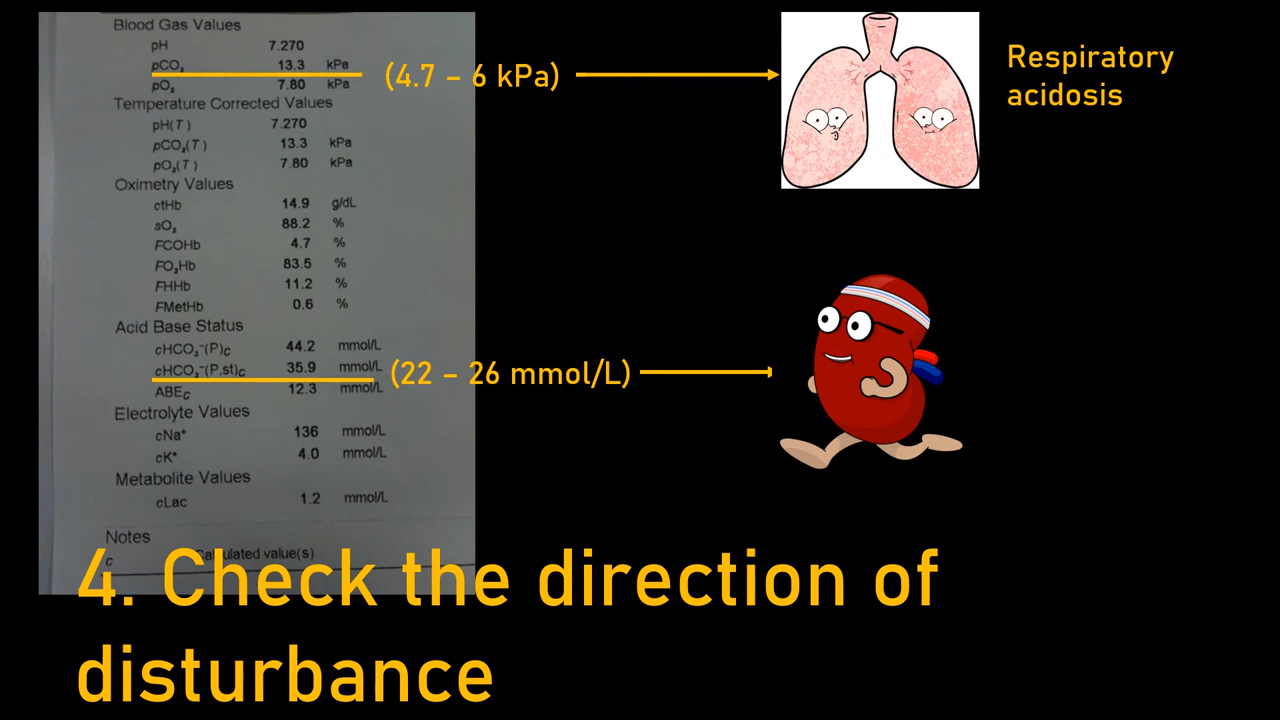 Blood Gas Values
pH 7.270
pCO₂ 13.3 kPa (4.7 – 6 kPa)
pO₂ 7.80 kPa
Temperature Corrected Values
pH(T) 7.270
pCO₂(T) 13.3 kPa
pO₂(T) 7.80 kPa
Oximetry Values
ctHb 14.9 g/dL
sO₂ 88.2 %
FCOHb 4.7 %
FO₂Hb 83.5 %
FHHb 11.2 %
FMetHb 0.6 %
Acid Base Status
cHCO₃⁻(P)c 44.2 mmol/L
cHCO₃⁻(P,st)c 35.9 mmol/L (22 – 26 mmol/L)
ABEc 12.3 mmol/L
Electrolyte Values
cNa⁺ 136 mmol/L
cK⁺ 4.0 mmol/L
Metabolite Values
cLac 1.2 mmol/L
Notes
c Calculated value(s)
Respiratory
acidosis
4. Check the direction of
disturbance